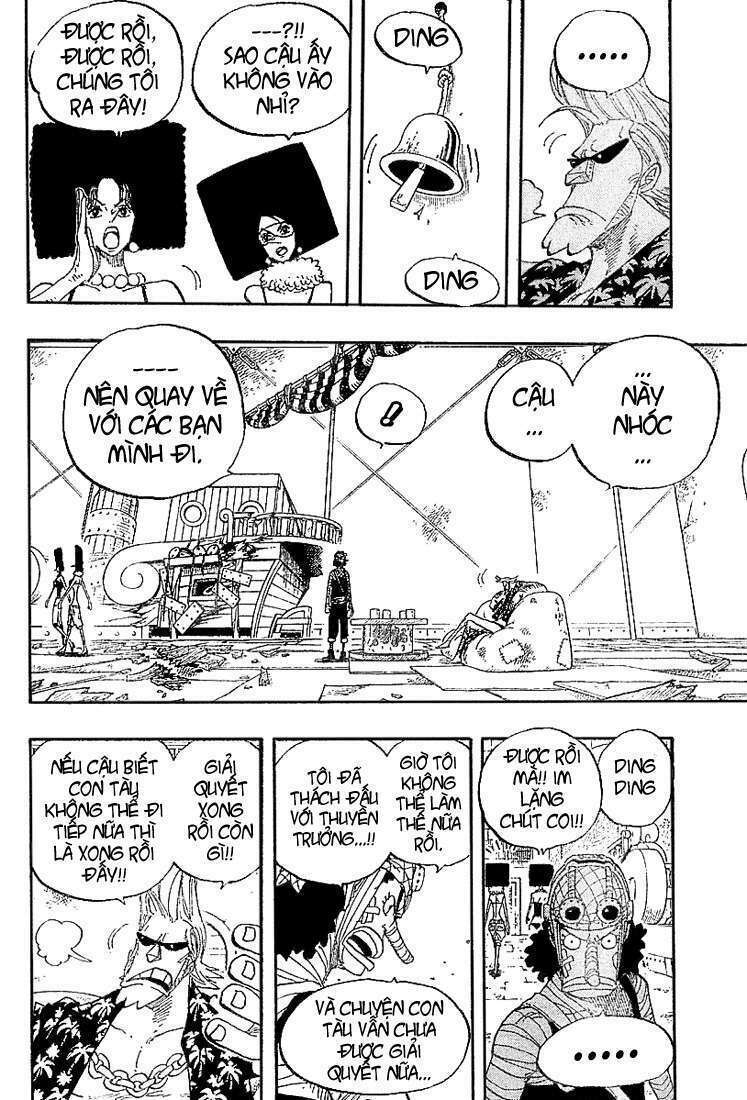 .....
DING
DING
---?!!
SAO CẬU ẤY
KHÔNG VÀO
NHỈ?
ĐƯỢC RỒI,
ĐƯỢC RỒI,
CHÚNG TÔI
RA ĐÂY!
...
NÀY
NHÓC
...
CẬU
...
!
----
NÊN QUAY VỀ
VỚI CÁC BẠN
MÌNH ĐI.
DING
DING
ĐƯỢC RỒI
MÀ!! IM
LẶNG
CHÚT COI!!
.....
GIỜ TÔI
KHÔNG
THỂ LÀM
THẾ NỮA
RỒI.
TÔI ĐÃ
THÁCH ĐẤU
VỚI THUYỀN
TRƯỞNG...!!
VÀ CHUYỆN CON
TÀU VẪN CHƯA
ĐƯỢC GIẢI
QUYẾT NỮA...
GIẢI
QUYẾT
XONG
RỒI CÒN
GÌ!!
NẾU CẬU BIẾT
CON TÀU
KHÔNG THỂ ĐI
TIẾP NỮA THÌ
LÀ XONG RỒI
ĐẤY!!